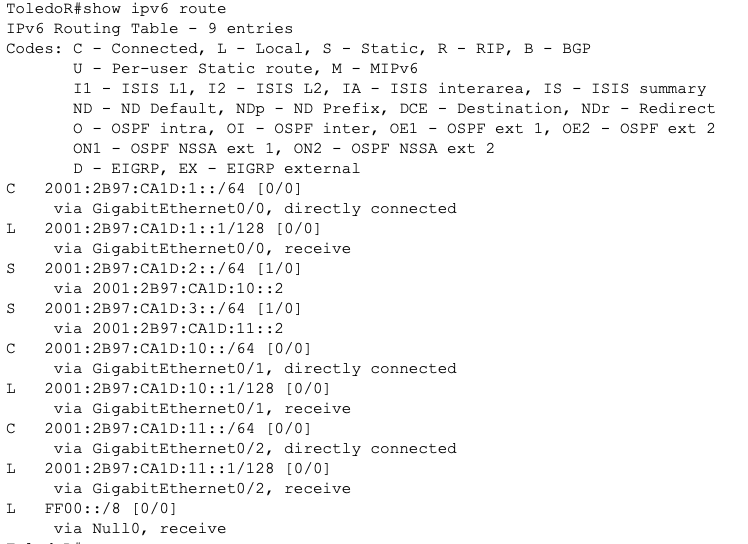 ToledoR#show ipv6 route
IPv6 Routing Table - 9 entries
Codes: C - Connected, L - Local, S - Static, R - RIP, B - BGP
U - Per-user Static route, M - MIPv6
I1 - ISIS L1, I2 - ISIS L2, IA - ISIS interarea, IS - ISIS summary
ND - ND Default, NDp - ND Prefix, DCE - Destination, NDr - Redirect
O - OSPF intra, OI - OSPF inter, OE1 - OSPF ext 1, OE2 - OSPF ext 2
ON1 - OSPF NSSA ext 1, ON2 - OSPF NSSA ext 2
D - EIGRP, EX - EIGRP external
C 2001:2B97:CA1D:1::/64 [0/0]
via GigabitEthernet0/0, directly connected
L 2001:2B97:CA1D:1::1/128 [0/0]
via GigabitEthernet0/0, receive
S 2001:2B97:CA1D:2::/64 [1/0]
via 2001:2B97:CA1D:10::2
S 2001:2B97:CA1D:3::/64 [1/0]
via 2001:2B97:CA1D:11::2
C 2001:2B97:CA1D:10::/64 [0/0]
via GigabitEthernet0/1, directly connected
L 2001:2B97:CA1D:10::1/128 [0/0]
via GigabitEthernet0/1, receive
C 2001:2B97:CA1D:11::/64 [0/0]
via GigabitEthernet0/2, directly connected
L 2001:2B97:CA1D:11::1/128 [0/0]
via GigabitEthernet0/2, receive
L FF00::/8 [0/0]
via Null0, receive